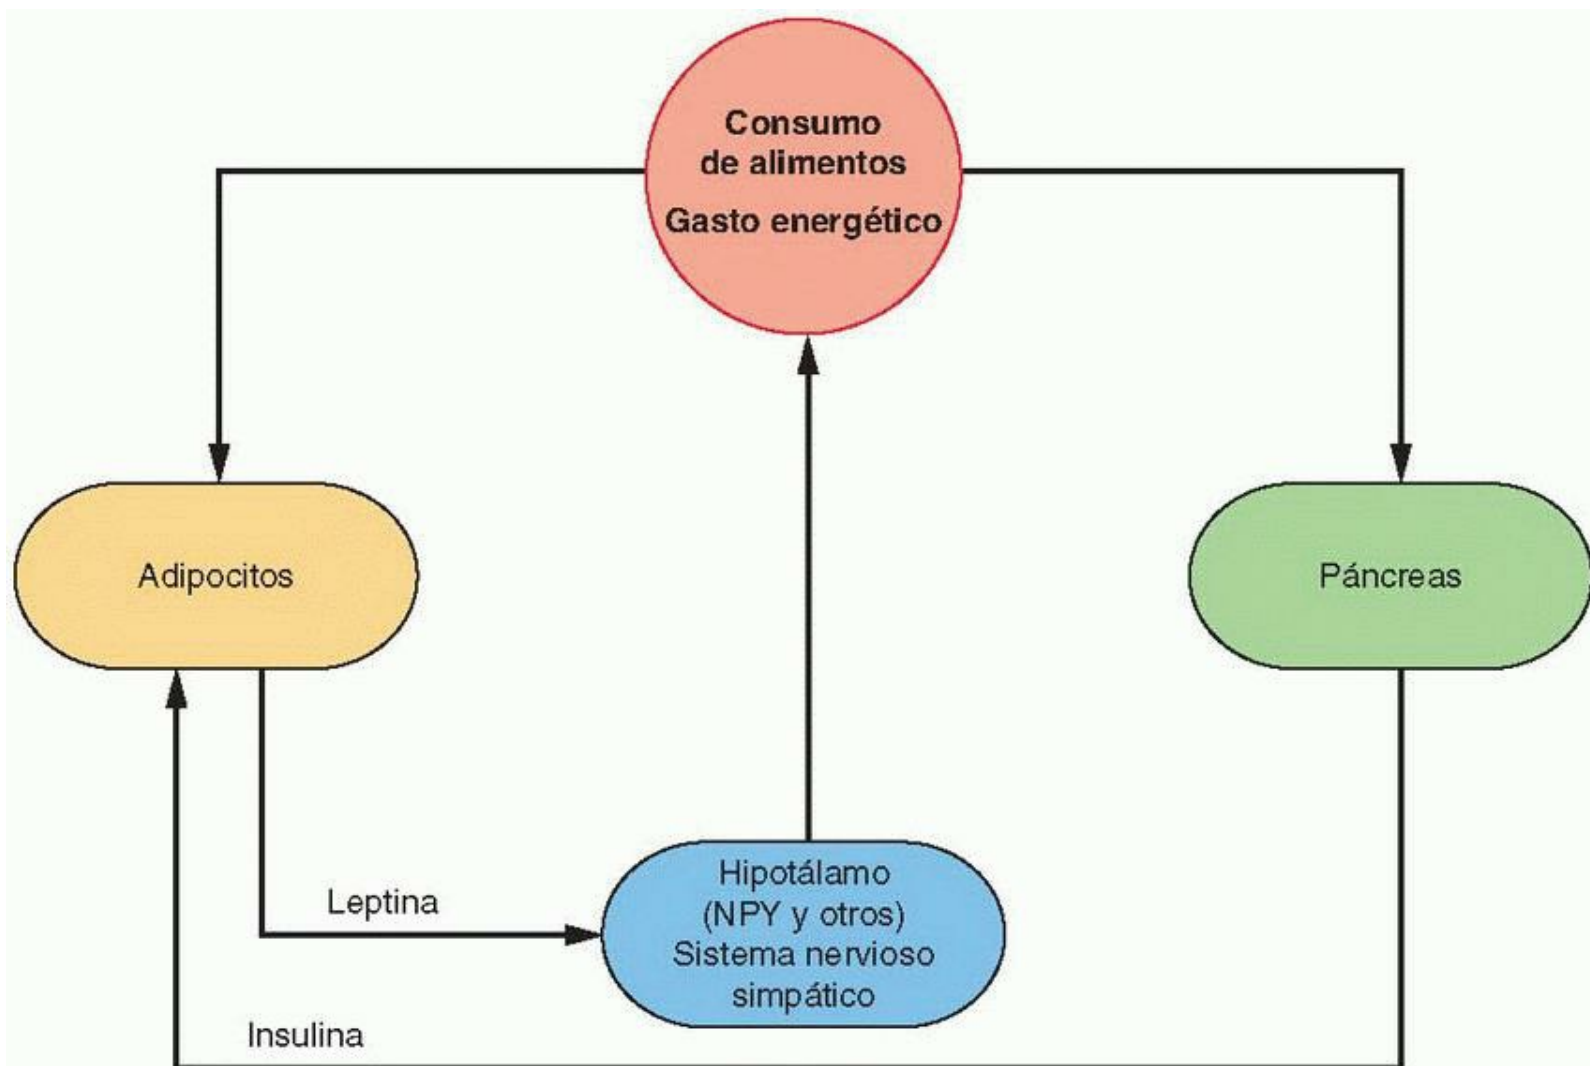 Consumo
de alimentos
Gasto energético
Adipocitos
Páncreas
Leptina
Hipotálamo
(NPY y otros)
Sistema nervioso
simpático
Insulina